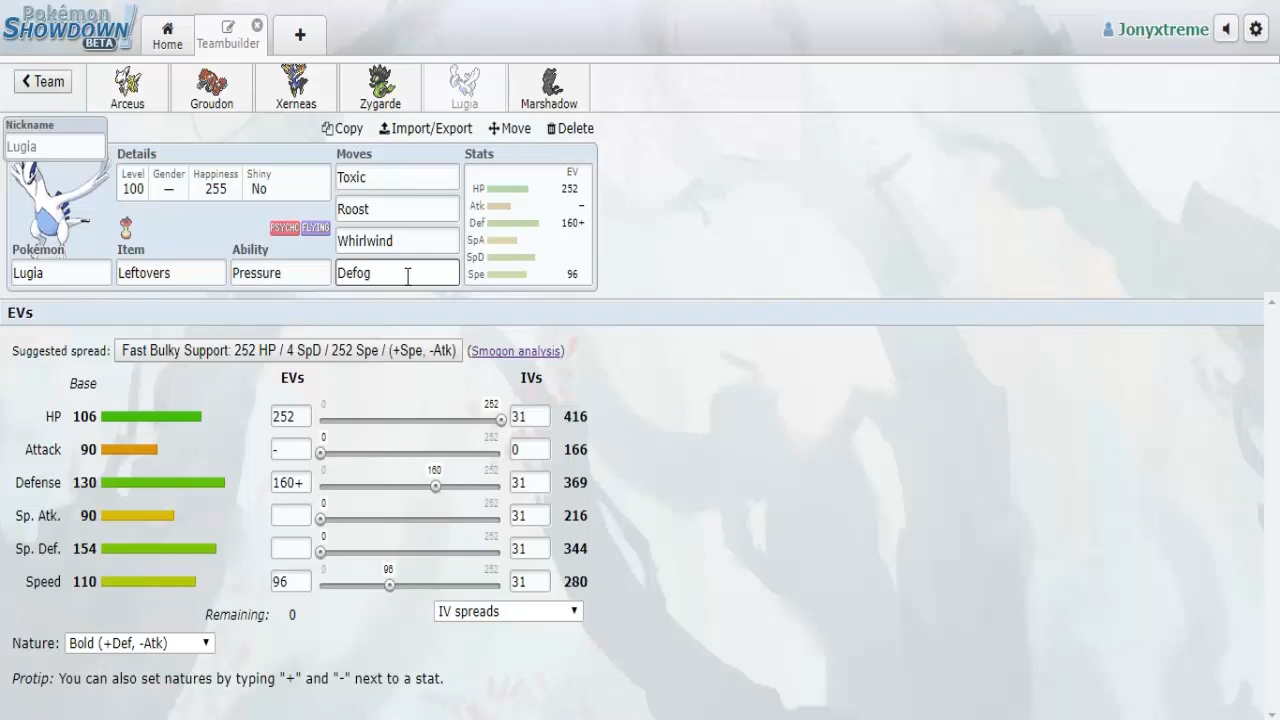 Pokémon
SHOWDOWN!
BETA
Home
Teambuilder
+
Jonyxtreme
Team
Arceus
Groudon
Xerneas
Zygarde
Lugia
Marshadow
Nickname
Lugia
Copy
Import/Export
Move
Delete
Details
Moves
Stats
Level
100
Gender
—
Happiness
255
Shiny
No
PSYCHC FLYING
Pokémon
Lugia
Item
Leftovers
Ability
Pressure
Toxic
Roost
Whirlwind
Defog
EV
HP 252
Atk –
Def 160+
SpA
SpD
Spe 96
EVs
Suggested spread: Fast Bulky Support: 252 HP / 4 SpD / 252 Spe / (+Spe, -Atk) (Smogon analysis)
Base EVs IVs
HP 106 252 0 252 31 416
Attack 90 - 0 252 0 166
Defense 130 160+ 0 160 252 31 369
Sp. Atk. 90 0 252 31 216
Sp. Def. 154 0 252 31 344
Speed 110 96 0 96 252 31 280
Remaining: 0
IV spreads
Nature: Bold (+Def, -Atk)
Protip: You can also set natures by typing "+" and "-" next to a stat.